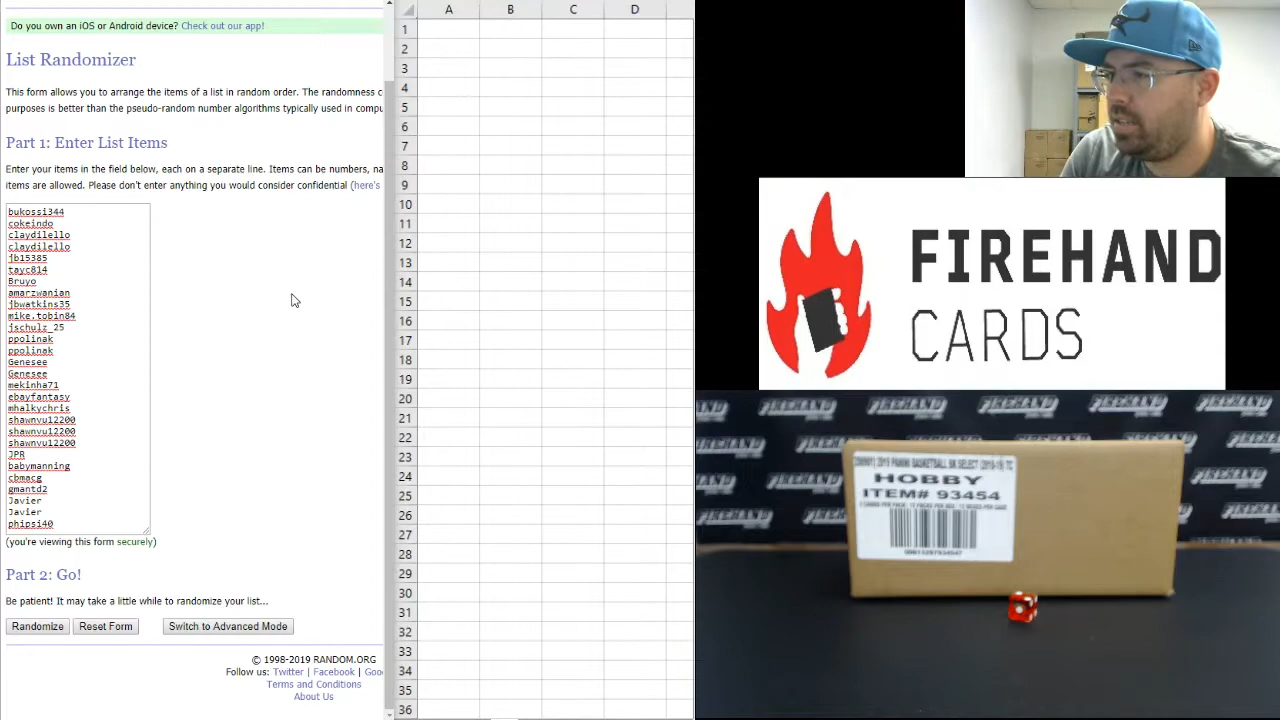 Do you own an iOS or Android device? Check out our app!
List Randomizer
This form allows you to arrange the items of a list in random order. The randomness c
purposes is better than the pseudo-random number algorithms typically used in compu
Part 1: Enter List Items
Enter your items in the field below, each on a separate line. Items can be numbers, na
items are allowed. Please don't enter anything you would consider confidential (here's
bukossi344
cokeindo
claydilello
claydilello
jb15385
tayc814
Bruyo
amarzwanian
jbwatkins35
mike.tobin84
jschulz_25
ppolinak
ppolinak
Genesee
Genesee
mekinha71
ebayfantasy
mhalkychris
shawnvu12200
shawnvu12200
shawnvu12200
JPR
babymanning
cbmacg
gmantd2
Javier
Javier
phipsi40
(you're viewing this form securely)
Part 2: Go!
Be patient! It may take a little while to randomize your list...
Randomize Reset Form Switch to Advanced Mode
© 1998-2019 RANDOM.ORG
Follow us: Twitter | Facebook | Goo
Terms and Conditions
About Us
A B C D
1
2
3
4
5
6
7
8
9
10
11
12
13
14
15
16
17
18
19
20
21
22
23
24
25
26
27
28
29
30
31
32
33
34
35
36
FIREHAND
CARDS
2019 PANINI BASKETBALL BK SELECT (2018-19) TC
HOBBY
ITEM# 93454
FIREHAND